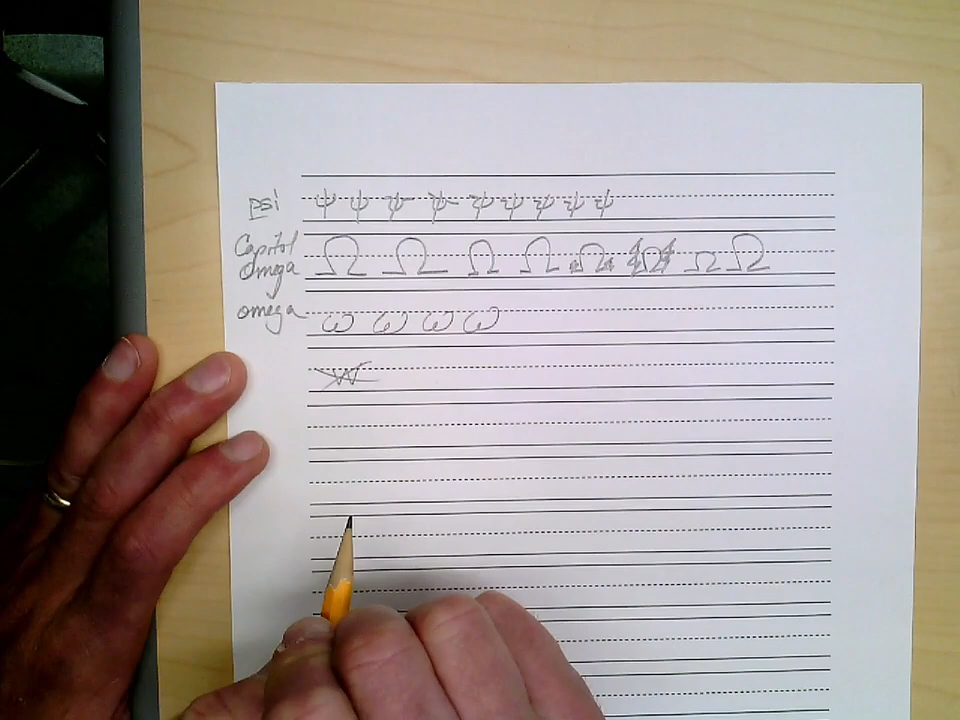 psi ψ ψ ψ ψ ψ ψ ψ ψ ψ
Capitol Omega Ω Ω Ω Ω Ω Ω Ω Ω
omega ω ω ω ω
W